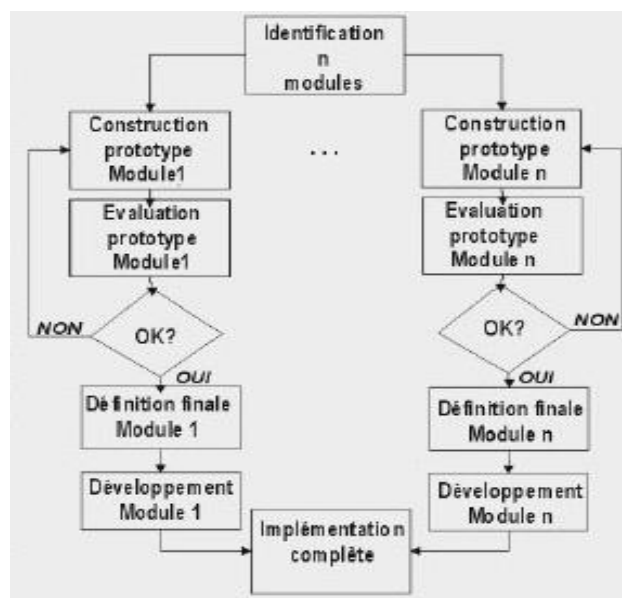 Identification
n
modules
Construction
prototype
Module1
...
Construction
prototype
Module n
Evaluation
prototype
Module1
Evaluation
prototype
Module n
NON
OK?
OUI
OK?
NON
OUI
Définition finale
Module 1
Définition finale
Module n
Développement
Module 1
Développement
Module n
Implémentation
complète